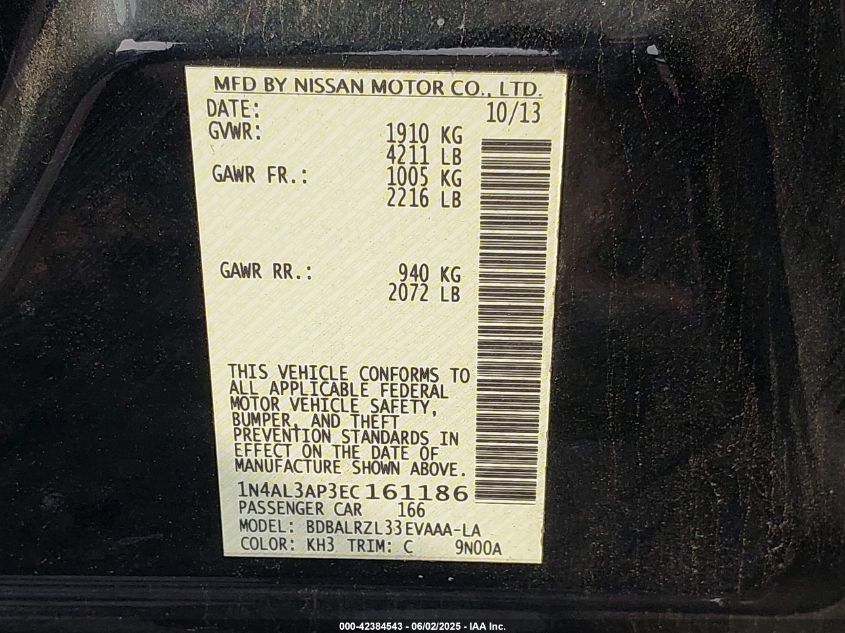 MFD BY NISSAN MOTOR CO., LTD.
DATE: 10/13
GVWR: 1910 KG
4211 LB
GAWR FR.: 1005 KG
2216 LB
GAWR RR.: 940 KG
2072 LB
THIS VEHICLE CONFORMS TO
ALL APPLICABLE FEDERAL
MOTOR VEHICLE SAFETY,
BUMPER, AND THEFT
PREVENTION STANDARDS IN
EFFECT ON THE DATE OF
MANUFACTURE SHOWN ABOVE.
1N4AL3AP3EC161186
PASSENGER CAR 166
MODEL: BDBALRZL33EVAAA-LA
COLOR: KH3 TRIM: C 9N00A
000-42384543 - 06/02/2025 - IAA Inc.